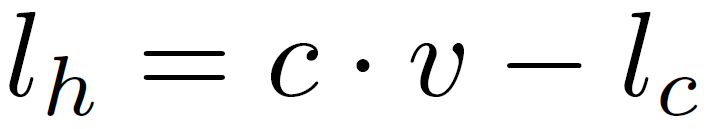 l_h = c · v − l_c